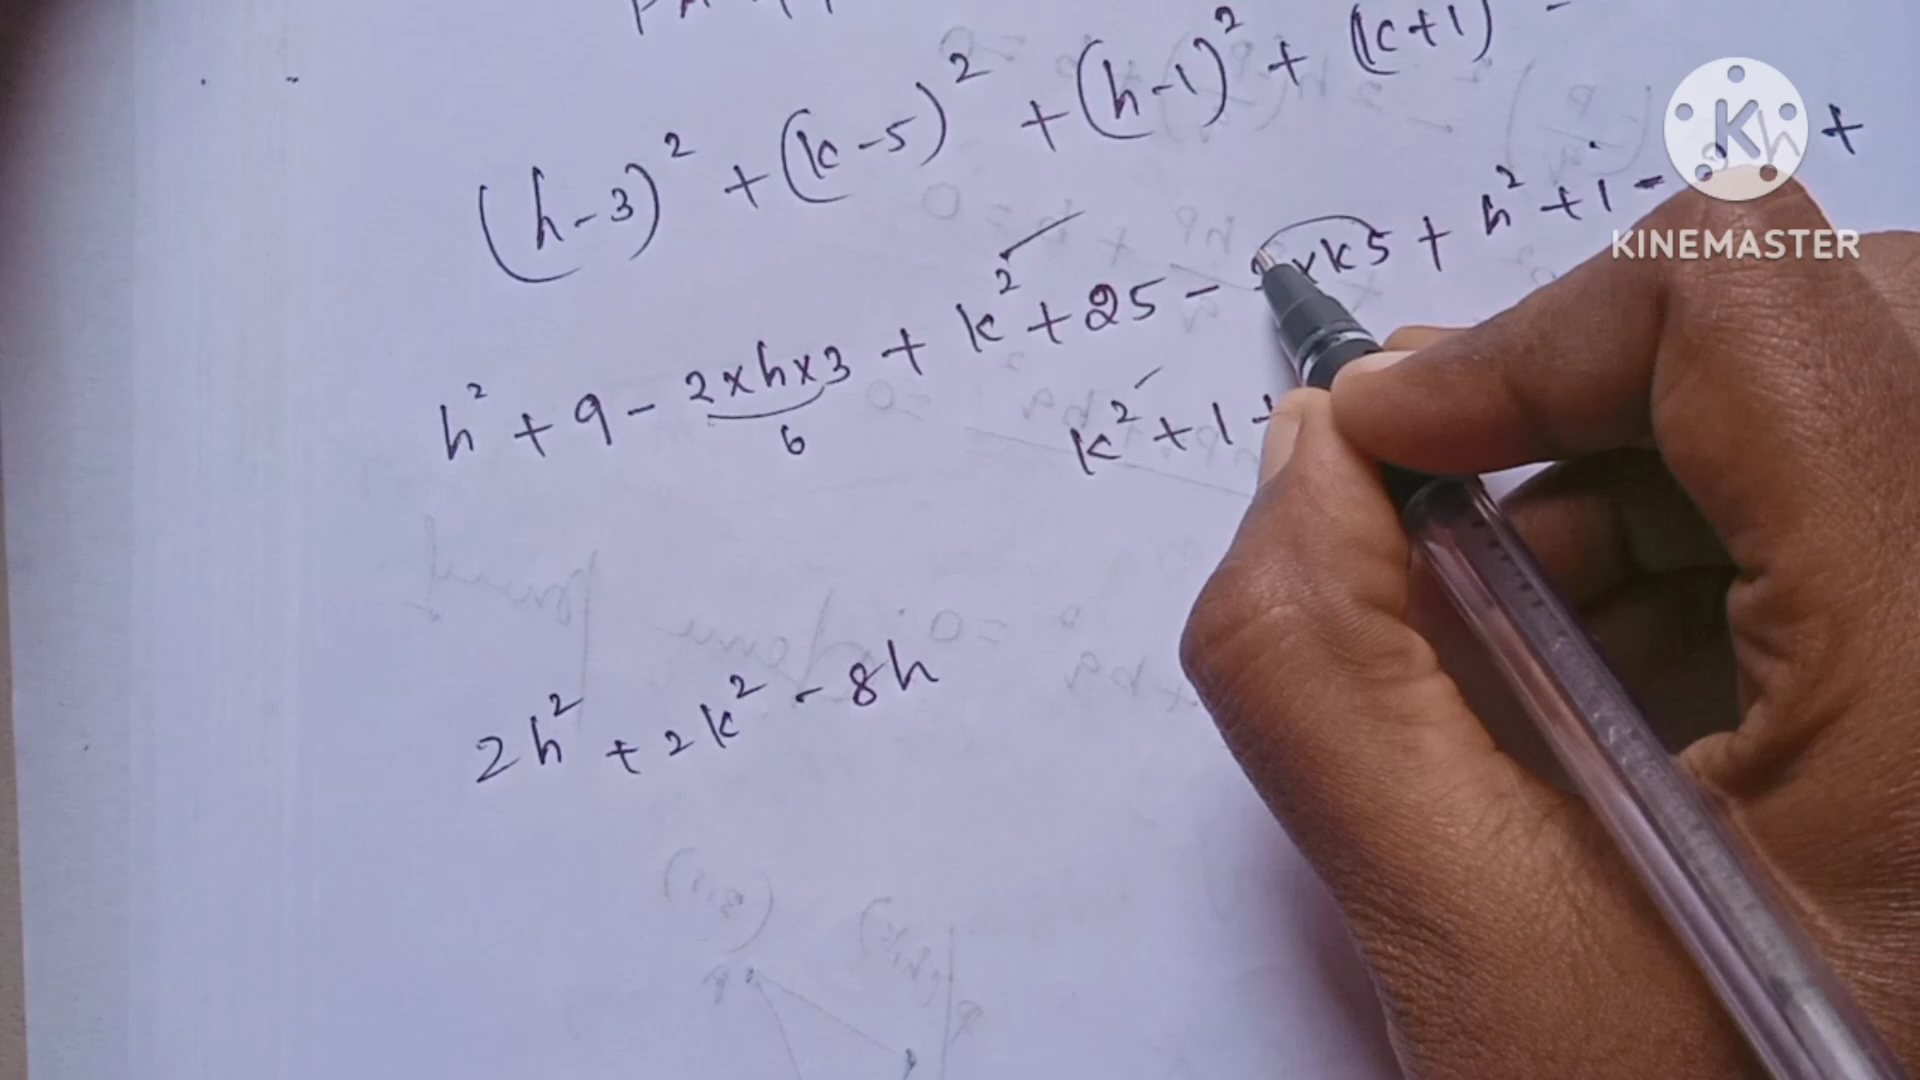 (h-3)² + (k-5)² + (h-1)² + (k+1)
h² + 9 - 2×h×3 + k² + 25 - ×k5 + h² + 1 - h +
6
k² + 1 +
2h² + 2k² - 8h
K
KINEMASTER